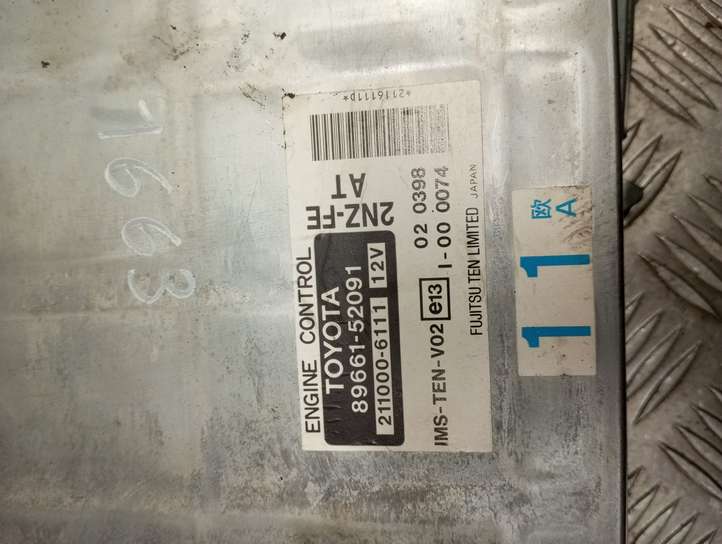 ENGINE CONTROL
TOYOTA
89661-52091
211000-6111 12V
2NZ-FE
AT
*2116111D*
IMS-TEN-V02 e13 02 0398
I-00 0074
FUJITSU TEN LIMITED JAPAN
11
欧
A
1663